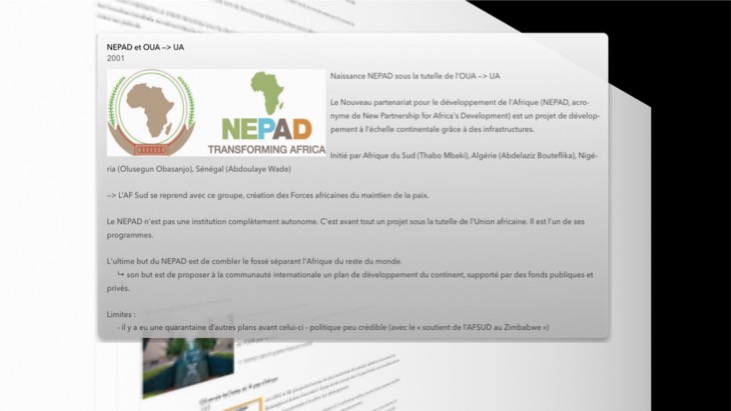 NEPAD et OUA –> UA
2001
NEPAD
TRANSFORMING AFRICA
Naissance NEPAD sous la tutelle de l'OUA –> UA
Le Nouveau partenariat pour le développement de l'Afrique (NEPAD, acro-
nyme de New Partnership for Africa's Development) est un projet de dévelop-
pement à l'échelle continentale grâce à des infrastructures.
Initié par Afrique du Sud (Thabo Mbeki), Algérie (Abdelaziz Bouteflika), Nigé-
ria (Olusegun Obasanjo), Sénégal (Abdoulaye Wade)
–> L'AF Sud se reprend avec ce groupe, création des Forces africaines du maintien de la paix.
Le NEPAD n'est pas une institution complètement autonome. C'est avant tout un projet sous la tutelle de l'Union africaine. Il est l'un de ses
programmes.
L'ultime but du NEPAD est de combler le fossé séparant l'Afrique du reste du monde.
↳ son but est de proposer à la communauté internationale un plan de développement du continent, supporté par des fonds publiques et
privés.
Limites :
- il y a eu une quarantaine d'autres plans avant celui-ci - politique peu crédible (avec le « soutient de l'AFSUD au Zimbabwe »)